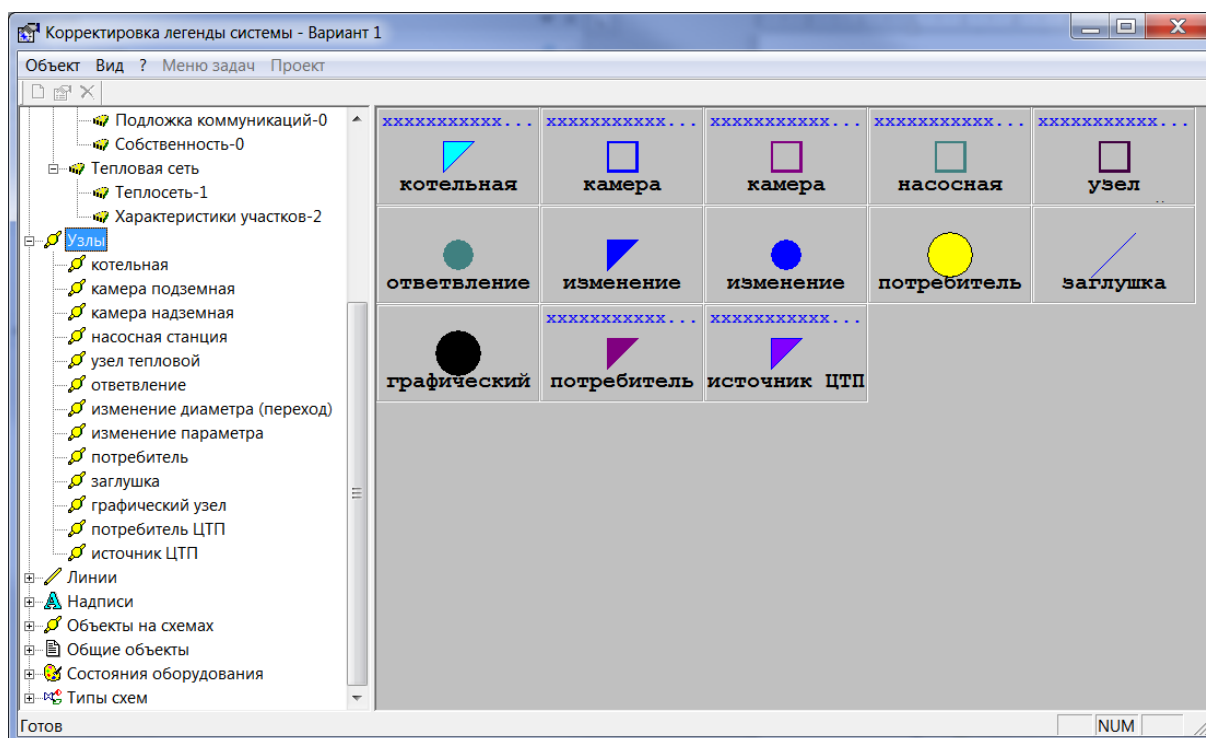 Корректировка легенды системы - Вариант 1
Объект Вид ? Меню задач Проект
Подложка коммуникаций-0
Собственность-0
Тепловая сеть
Теплосеть-1
Характеристики участков-2
Узлы
котельная
камера подземная
камера надземная
насосная станция
узел тепловой
ответвление
изменение диаметра (переход)
изменение параметра
потребитель
заглушка
графический узел
потребитель ЦТП
источник ЦТП
Линии
Надписи
Объекты на схемах
Общие объекты
Состояния оборудования
Типы схем
xxxxxxxxxxx... xxxxxxxxxxx... xxxxxxxxxxx... xxxxxxxxxxx... xxxxxxxxxxx...
котельная камера камера насосная узел
ответвление изменение изменение потребитель заглушка
xxxxxxxxxxx... xxxxxxxxxxx...
графический потребитель источник ЦТП
Готов NUM